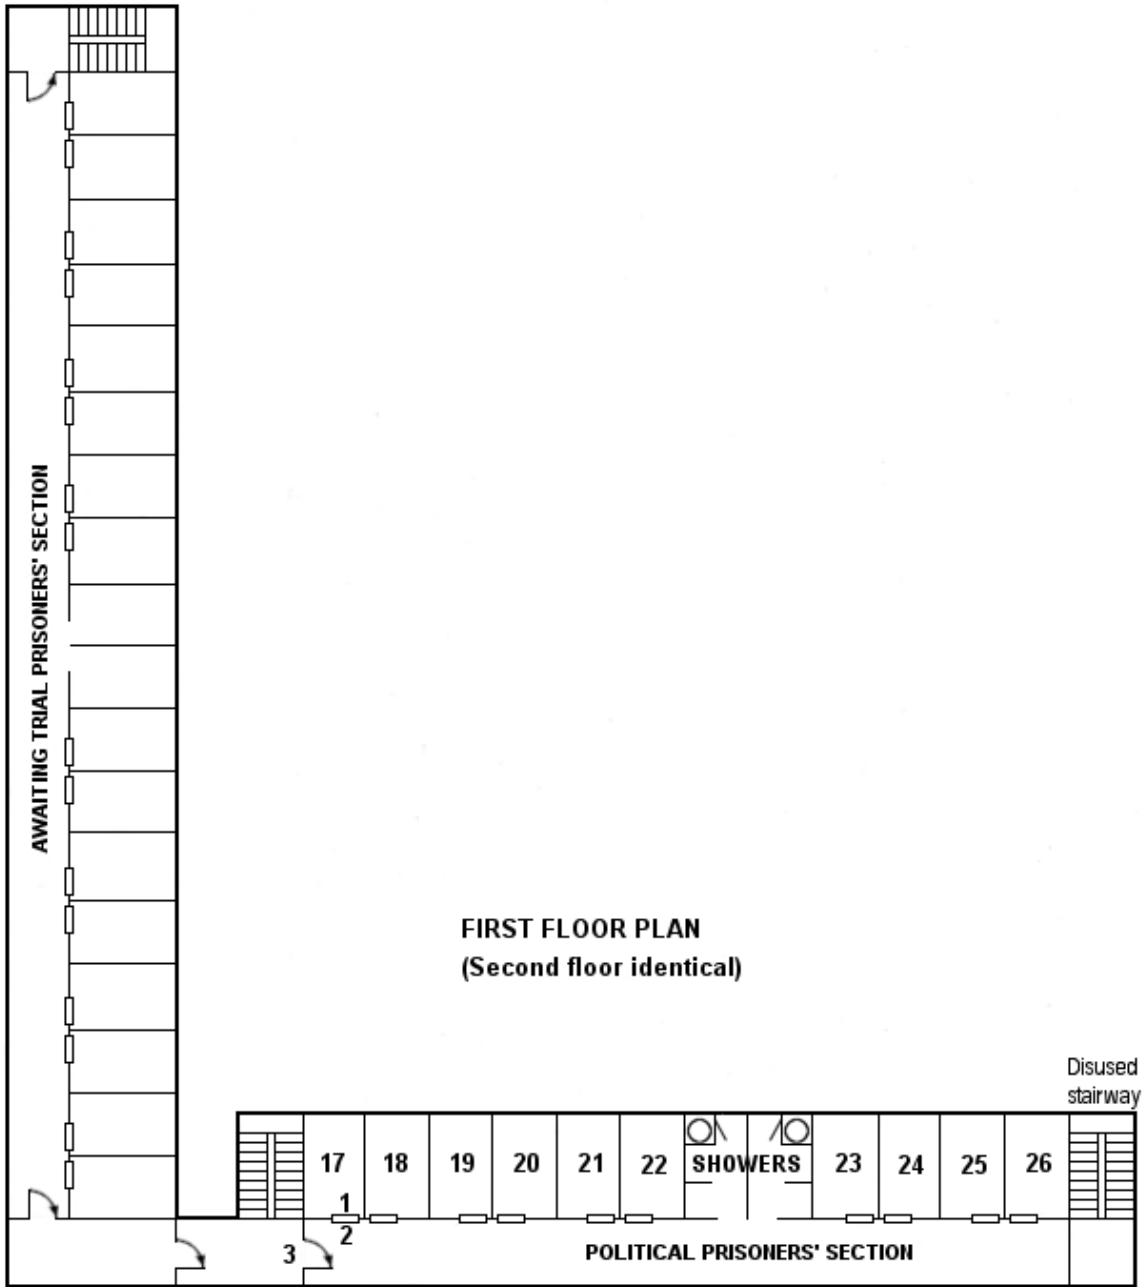 AWAITING TRIAL PRISONERS' SECTION
FIRST FLOOR PLAN
(Second floor identical)
Disused
stairway
17 18 19 20 21 22 SHOWERS 23 24 25 26
1
2
3
POLITICAL PRISONERS' SECTION